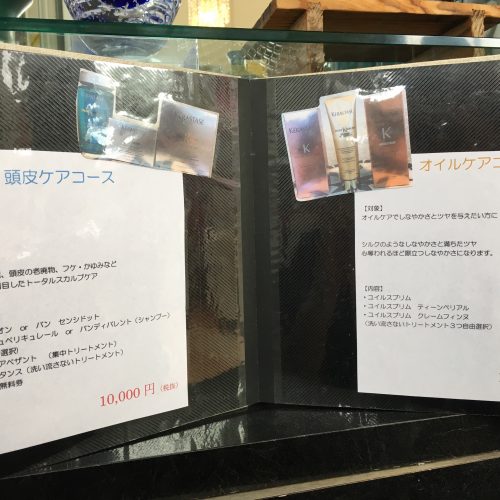 KÉRASTASE
頭皮ケアコース
、頭皮の老廃物、フケ・かゆみなど
目したトータルスカルプケア
オン or バン センシドット
ュペリキュレール or バンディバレント（シャンプー）
選択）
アペザント （集中トリートメント）
タンス（洗い流さないトリートメント）
無料券
10,000 円（税抜）
オイルケアコ
【対象】
オイルケアでしなやかさとツヤを与えたい方に
シルクのようなしなやかさと満ちたツヤ
心奪われるほど際立つしなやかさになります。
【内容】
・ユイルスブリム
・ユイルスブリム ティーンペリアル
・ユイルスブリム クレームフィンヌ
（洗い流さないトリートメント３つ自由選択）